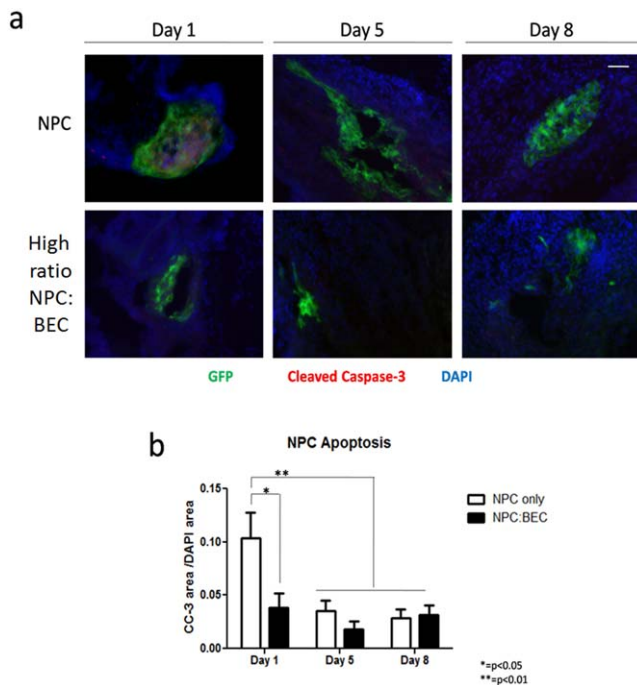 a
Day 1 Day 5 Day 8
NPC
High
ratio
NPC:
BEC
GFP Cleaved Caspase-3 DAPI
b
NPC Apoptosis
**
*
CC-3 area /DAPI area
0.15
0.10
0.05
0.00
Day 1 Day 5 Day 8
NPC only
NPC:BEC
*=p<0.05
**=p<0.01